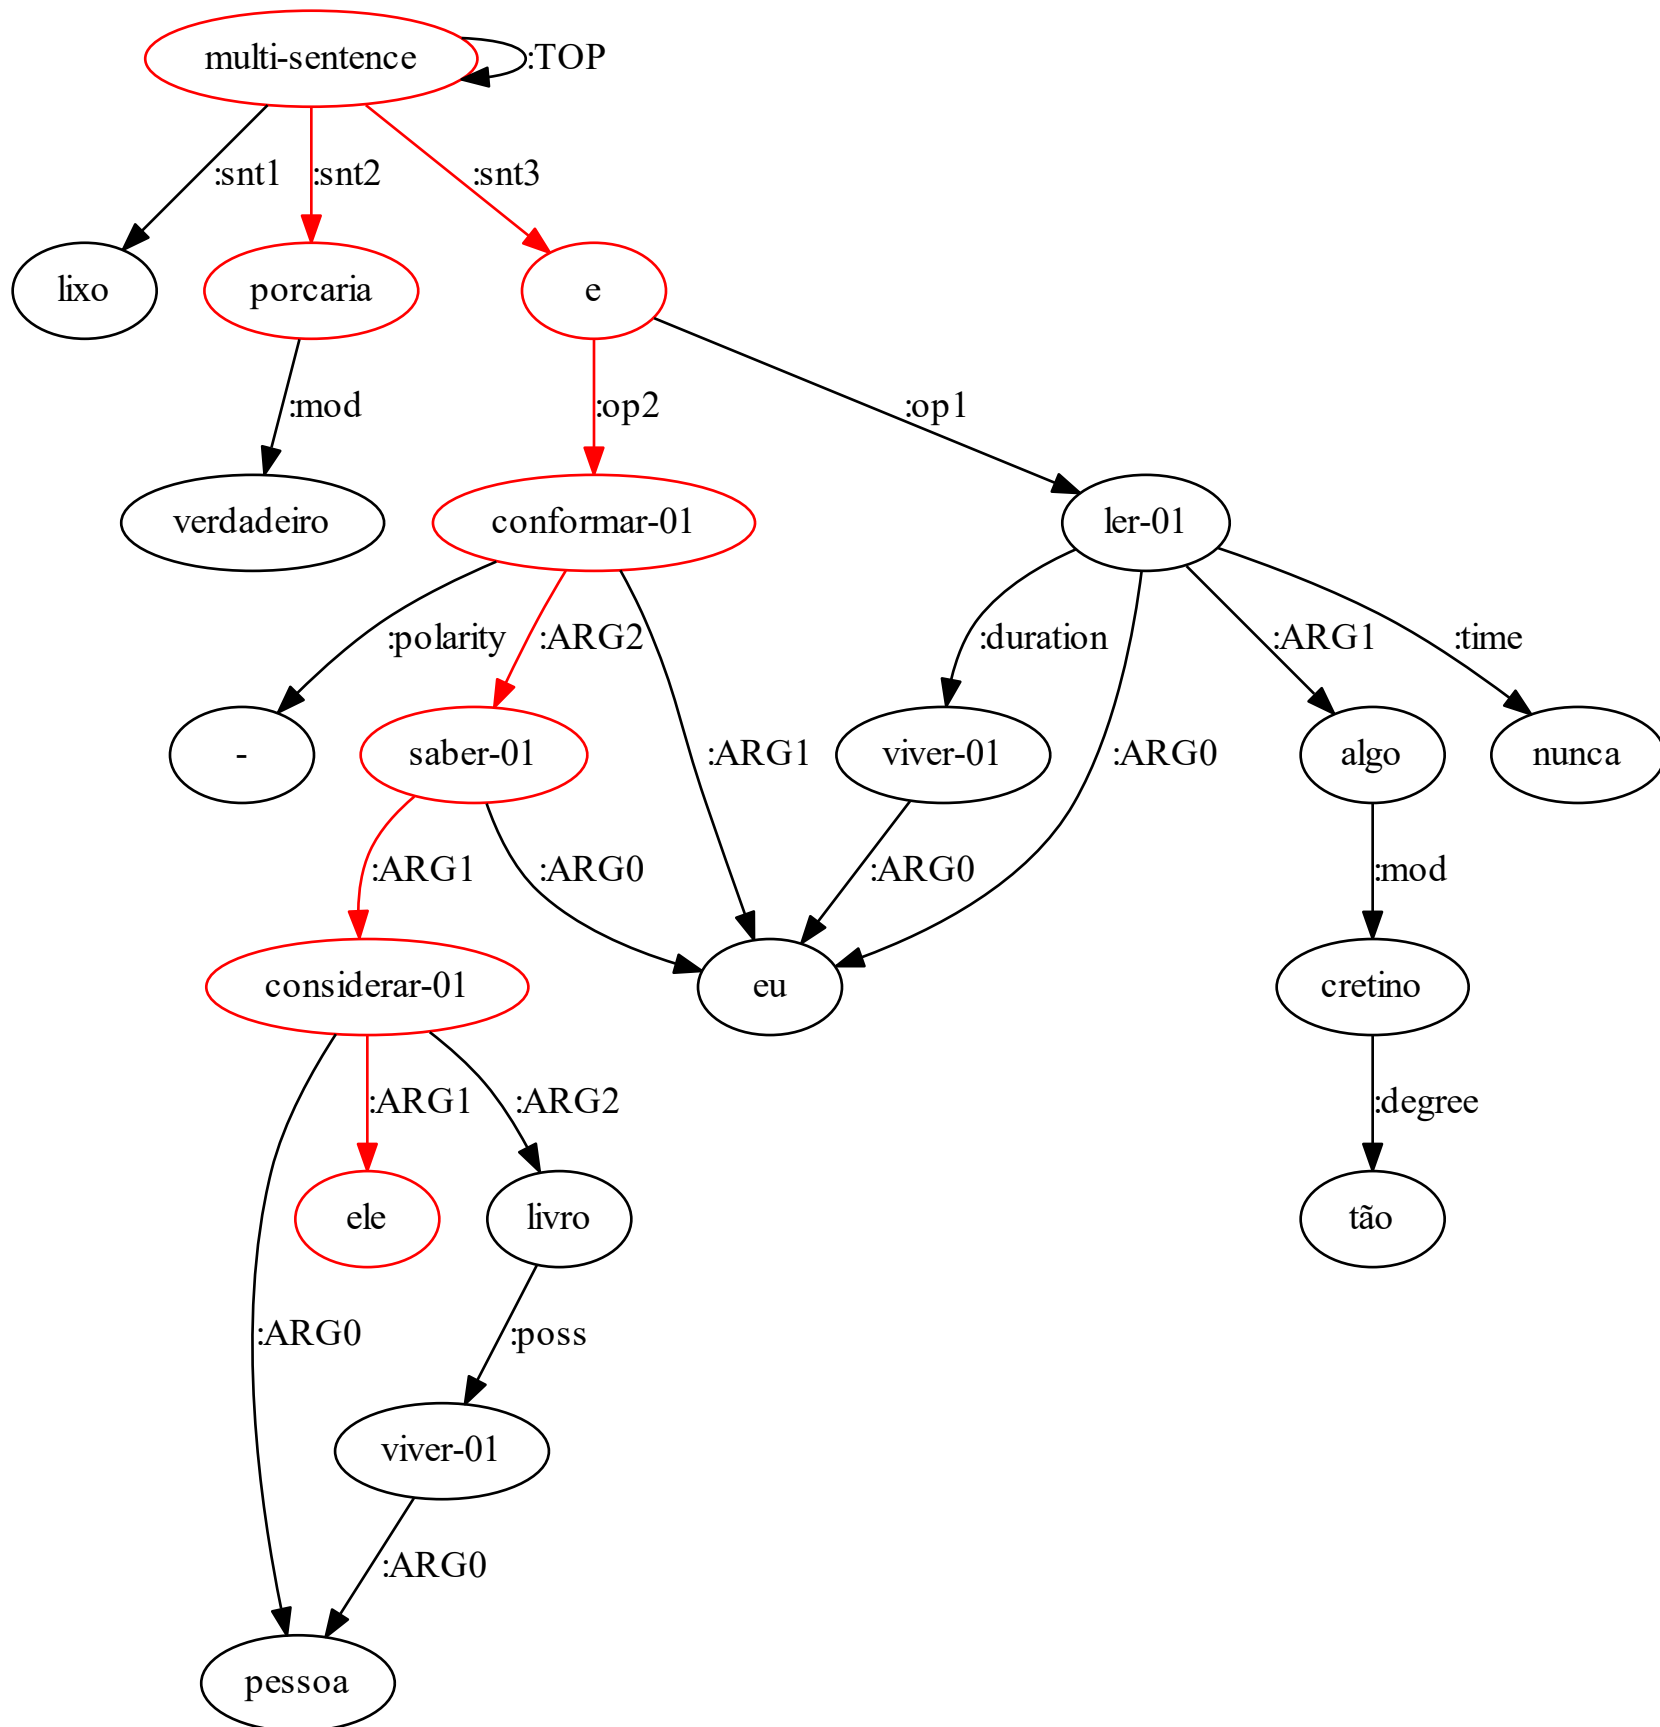 multi-sentence :TOP
:snt1 :snt2 :snt3
lixo porcaria e
:mod :op2 :op1
verdadeiro conformar-01 ler-01
:polarity :ARG2 :duration :ARG1 :time
- saber-01 :ARG1 viver-01 :ARG0 algo nunca
:ARG1 :ARG0 :ARG0 :mod
considerar-01 eu cretino
:ARG1 :ARG2 :degree
ele livro tão
:ARG0 :poss
viver-01
:ARG0
pessoa